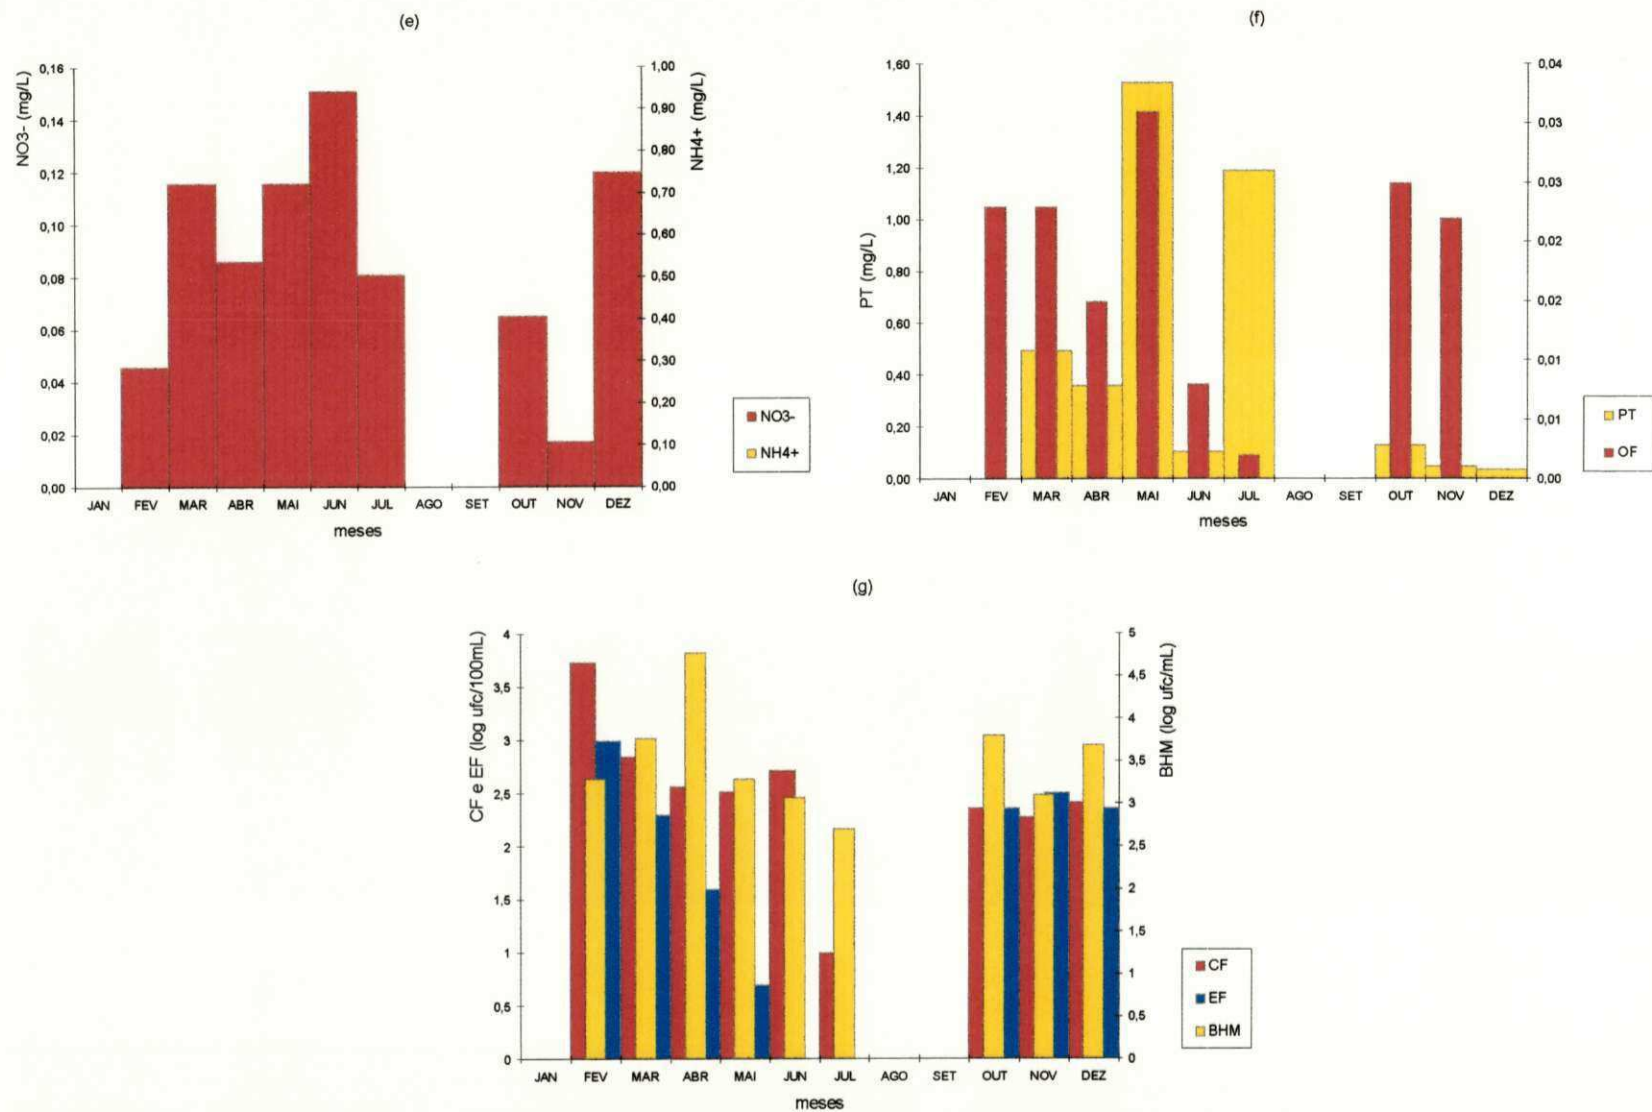 (e)
NO3- (mg/L)
0,16
0,14
0,12
0,10
0,08
0,06
0,04
0,02
0,00
1,00
0,90
0,80
0,70
0,60
0,50
0,40
0,30
0,20
0,10
0,00
NH4+ (mg/L)
JAN FEV MAR ABR MAI JUN JUL AGO SET OUT NOV DEZ
meses
NO3-
NH4+
(f)
PT (mg/L)
1,60
1,40
1,20
1,00
0,80
0,60
0,40
0,20
0,00
0,04
0,03
0,03
0,02
0,02
0,01
0,01
0,00
JAN FEV MAR ABR MAI JUN JUL AGO SET OUT NOV DEZ
meses
PT
OF
(g)
CF e EF (log ufc/100mL)
4
3,5
3
2,5
2
1,5
1
0,5
0
5
4,5
4
3,5
3
2,5
2
1,5
1
0,5
0
BHM (log ufc/mL)
JAN FEV MAR ABR MAI JUN JUL AGO SET OUT NOV DEZ
meses
CF
EF
BHM